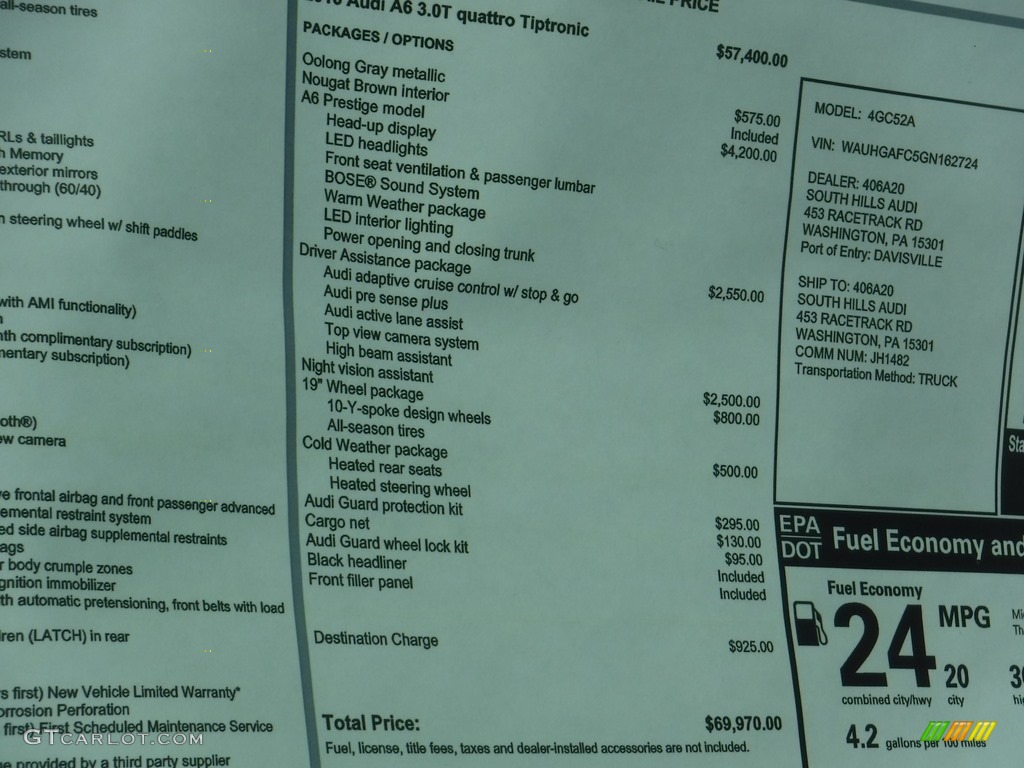 all-season tires
stem
RLs & taillights
h Memory
exterior mirrors
through (60/40)
n steering wheel w/ shift paddles
with AMI functionality)
nth complimentary subscription)
mentary subscription)
oth®)
ew camera
ve frontal airbag and front passenger advanced
emental restraint system
ed side airbag supplemental restraints
ags
r body crumple zones
gnition immobilizer
th automatic pretensioning, front belts with load
dren (LATCH) in rear
rs first) New Vehicle Limited Warranty*
orrosion Perforation
first) First Scheduled Maintenance Service
be provided by a third party supplier
GTCARLOT.COM
PRICE
Audi A6 3.0T quattro Tiptronic $57,400.00
PACKAGES / OPTIONS
Oolong Gray metallic $575.00
Nougat Brown interior Included
A6 Prestige model $4,200.00
Head-up display
LED headlights
Front seat ventilation & passenger lumbar
BOSE® Sound System
Warm Weather package
LED interior lighting
Power opening and closing trunk
Driver Assistance package $2,550.00
Audi adaptive cruise control w/ stop & go
Audi pre sense plus
Audi active lane assist
Top view camera system
High beam assistant
Night vision assistant $2,500.00
19" Wheel package $800.00
10-Y-spoke design wheels
All-season tires
Cold Weather package $500.00
Heated rear seats
Heated steering wheel
Audi Guard protection kit $295.00
Cargo net $130.00
Audi Guard wheel lock kit $95.00
Black headliner Included
Front filler panel Included
Destination Charge $925.00
Total Price: $69,970.00
Fuel, license, title fees, taxes and dealer-installed accessories are not included.
MODEL: 4GC52A
VIN: WAUHGAFC5GN162724
DEALER: 406A20
SOUTH HILLS AUDI
453 RACETRACK RD
WASHINGTON, PA 15301
Port of Entry: DAVISVILLE
SHIP TO: 406A20
SOUTH HILLS AUDI
453 RACETRACK RD
WASHINGTON, PA 15301
COMM NUM: JH1482
Transportation Method: TRUCK
Sta
EPA
DOT
Fuel Economy and
Fuel Economy
24 MPG
20
combined city/hwy
city
4.2 gallons per 100 miles